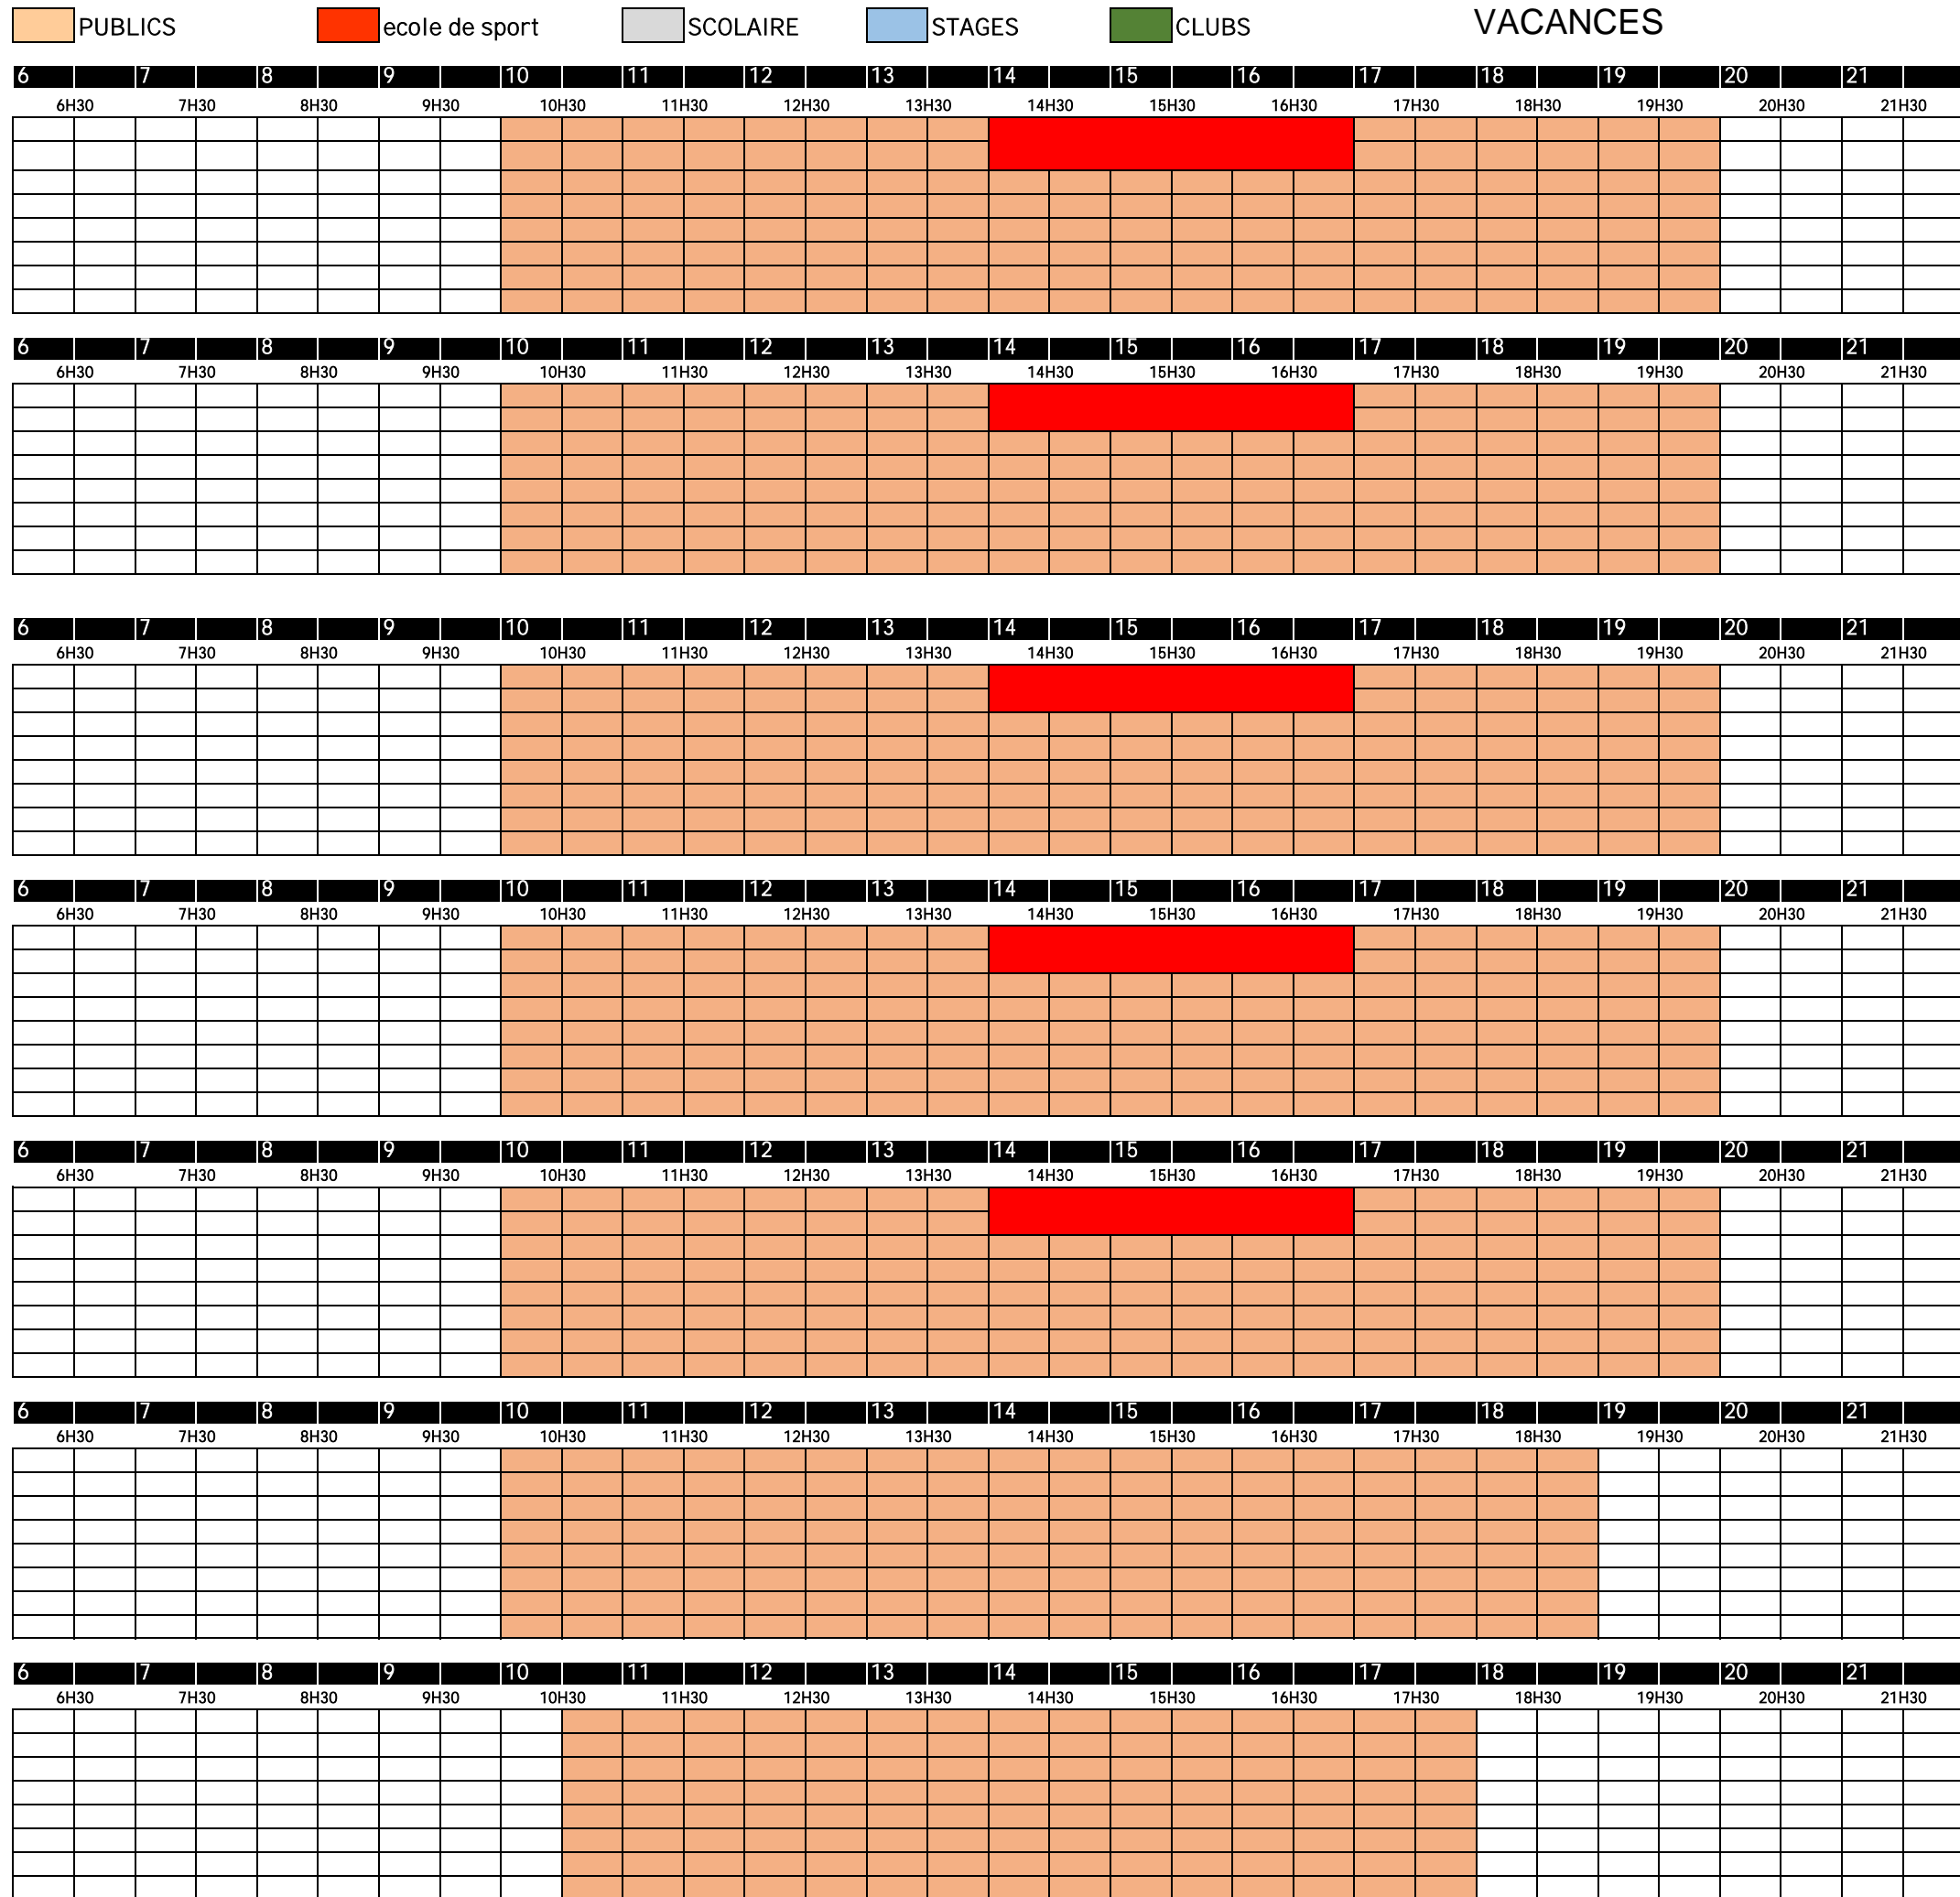 PUBLICS ecole de sport SCOLAIRE STAGES CLUBS VACANCES
6 7 8 9 10 11 12 13 14 15 16 17 18 19 20 21
6H30 7H30 8H30 9H30 10H30 11H30 12H30 13H30 14H30 15H30 16H30 17H30 18H30 19H30 20H30 21H30
6 7 8 9 10 11 12 13 14 15 16 17 18 19 20 21
6H30 7H30 8H30 9H30 10H30 11H30 12H30 13H30 14H30 15H30 16H30 17H30 18H30 19H30 20H30 21H30
6 7 8 9 10 11 12 13 14 15 16 17 18 19 20 21
6H30 7H30 8H30 9H30 10H30 11H30 12H30 13H30 14H30 15H30 16H30 17H30 18H30 19H30 20H30 21H30
6 7 8 9 10 11 12 13 14 15 16 17 18 19 20 21
6H30 7H30 8H30 9H30 10H30 11H30 12H30 13H30 14H30 15H30 16H30 17H30 18H30 19H30 20H30 21H30
6 7 8 9 10 11 12 13 14 15 16 17 18 19 20 21
6H30 7H30 8H30 9H30 10H30 11H30 12H30 13H30 14H30 15H30 16H30 17H30 18H30 19H30 20H30 21H30
6 7 8 9 10 11 12 13 14 15 16 17 18 19 20 21
6H30 7H30 8H30 9H30 10H30 11H30 12H30 13H30 14H30 15H30 16H30 17H30 18H30 19H30 20H30 21H30
6 7 8 9 10 11 12 13 14 15 16 17 18 19 20 21
6H30 7H30 8H30 9H30 10H30 11H30 12H30 13H30 14H30 15H30 16H30 17H30 18H30 19H30 20H30 21H30